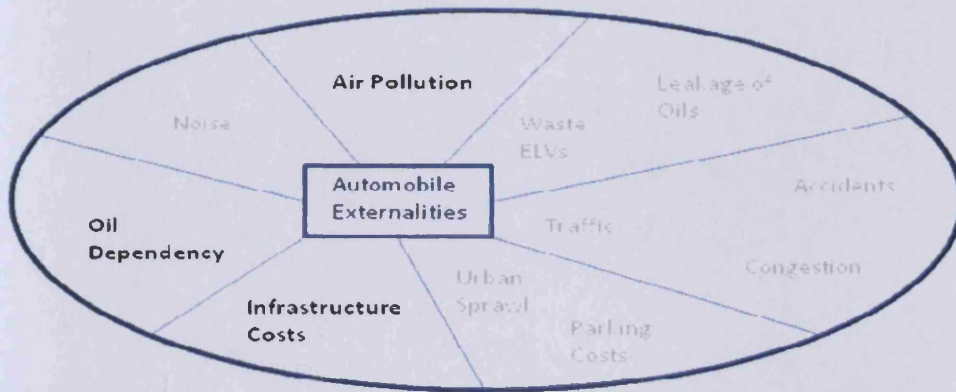 Air Pollution
Leakage of
Oils
Noise
Waste
ELVs
Automobile
Externalities
Accidents
Oil
Dependency
Traffic
Congestion
Urban
Sprawl
Infrastructure
Costs
Parking
Costs